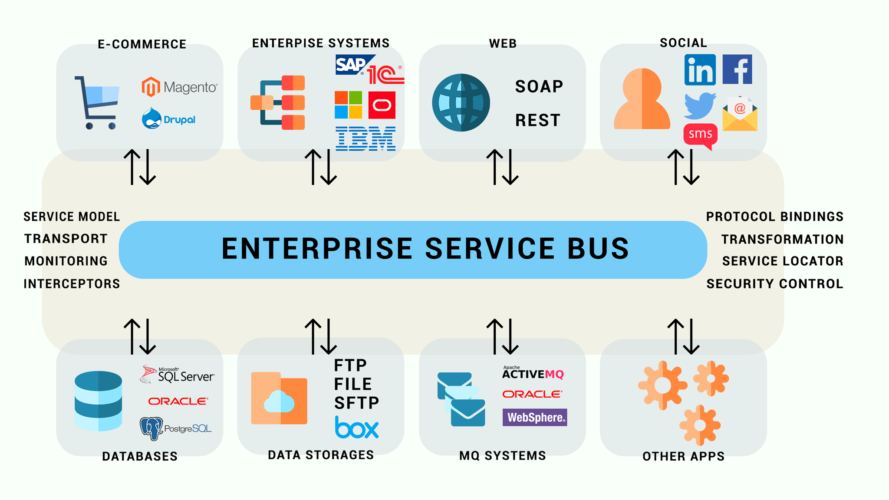 E-COMMERCE
ENTERPISE SYSTEMS
WEB
SOCIAL
Magento
Drupal
SAP
1C
IBM
SOAP
REST
in
f
@
sms
SERVICE MODEL
TRANSPORT
MONITORING
INTERCEPTORS
ENTERPRISE SERVICE BUS
PROTOCOL BINDINGS
TRANSFORMATION
SERVICE LOCATOR
SECURITY CONTROL
Microsoft
SQL Server
ORACLE
PostgreSQL
FTP
FILE
SFTP
box
Apache
ACTIVEMQ
ORACLE
WebSphere.
DATABASES
DATA STORAGES
MQ SYSTEMS
OTHER APPS